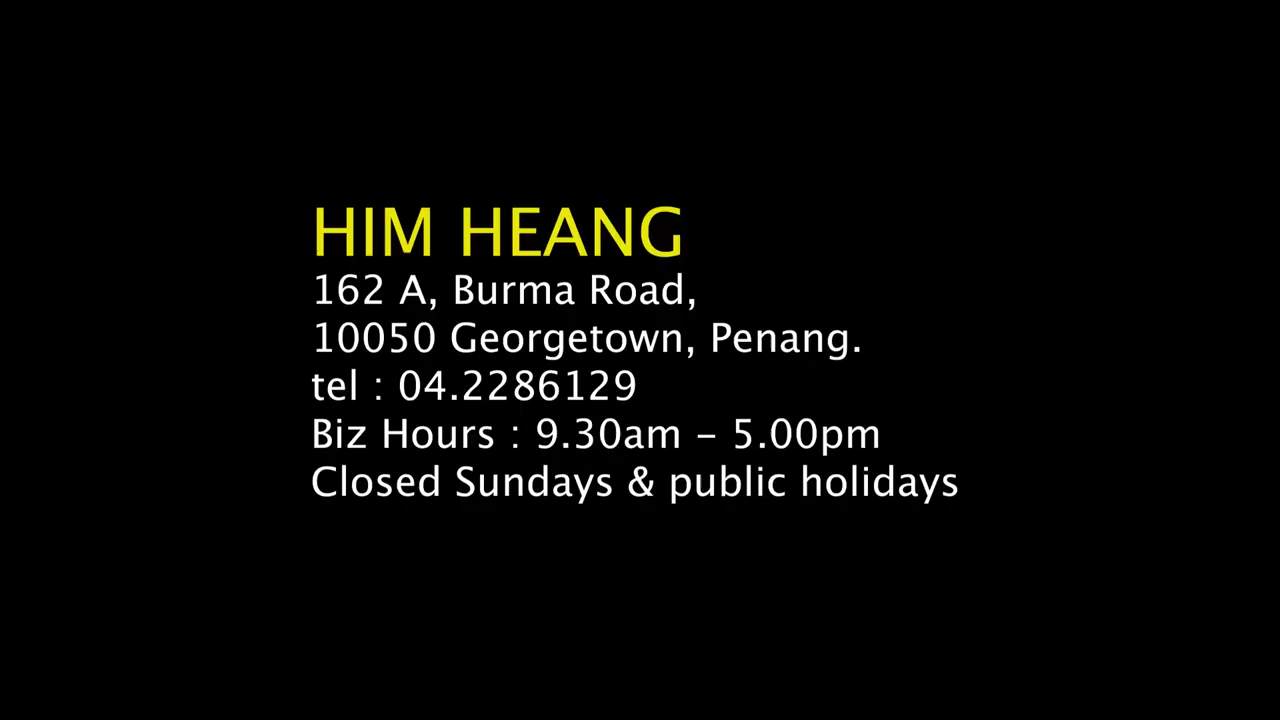 HIM HEANG
162 A, Burma Road,
10050 Georgetown, Penang.
tel : 04.2286129
Biz Hours : 9.30am – 5.00pm
Closed Sundays & public holidays